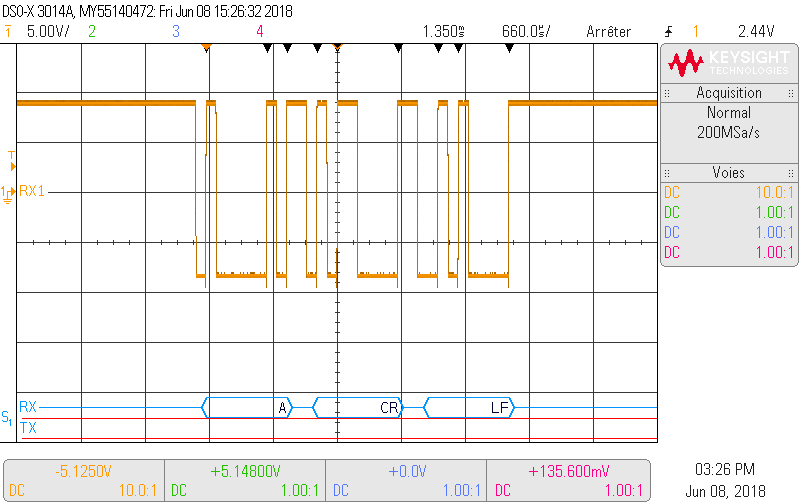 DSO-X 3014A, MY55140472: Fri Jun 08 15:26:32 2018
1 5.00V/ 2 3 4 1.350ms 660.0s/ Arrêter 1 2.44V
KEYSIGHT
TECHNOLOGIES
Acquisition
Normal
200MSa/s
Voies
DC 10.0:1
DC 1.00:1
DC 1.00:1
DC 1.00:1
T
1 RX1
RX A CR LF
S1
TX
-5.1250V +5.14800V +0.0V +135.600mV
DC 10.0:1 DC 1.00:1 DC 1.00:1 DC 1.00:1
03:26 PM
Jun 08, 2018